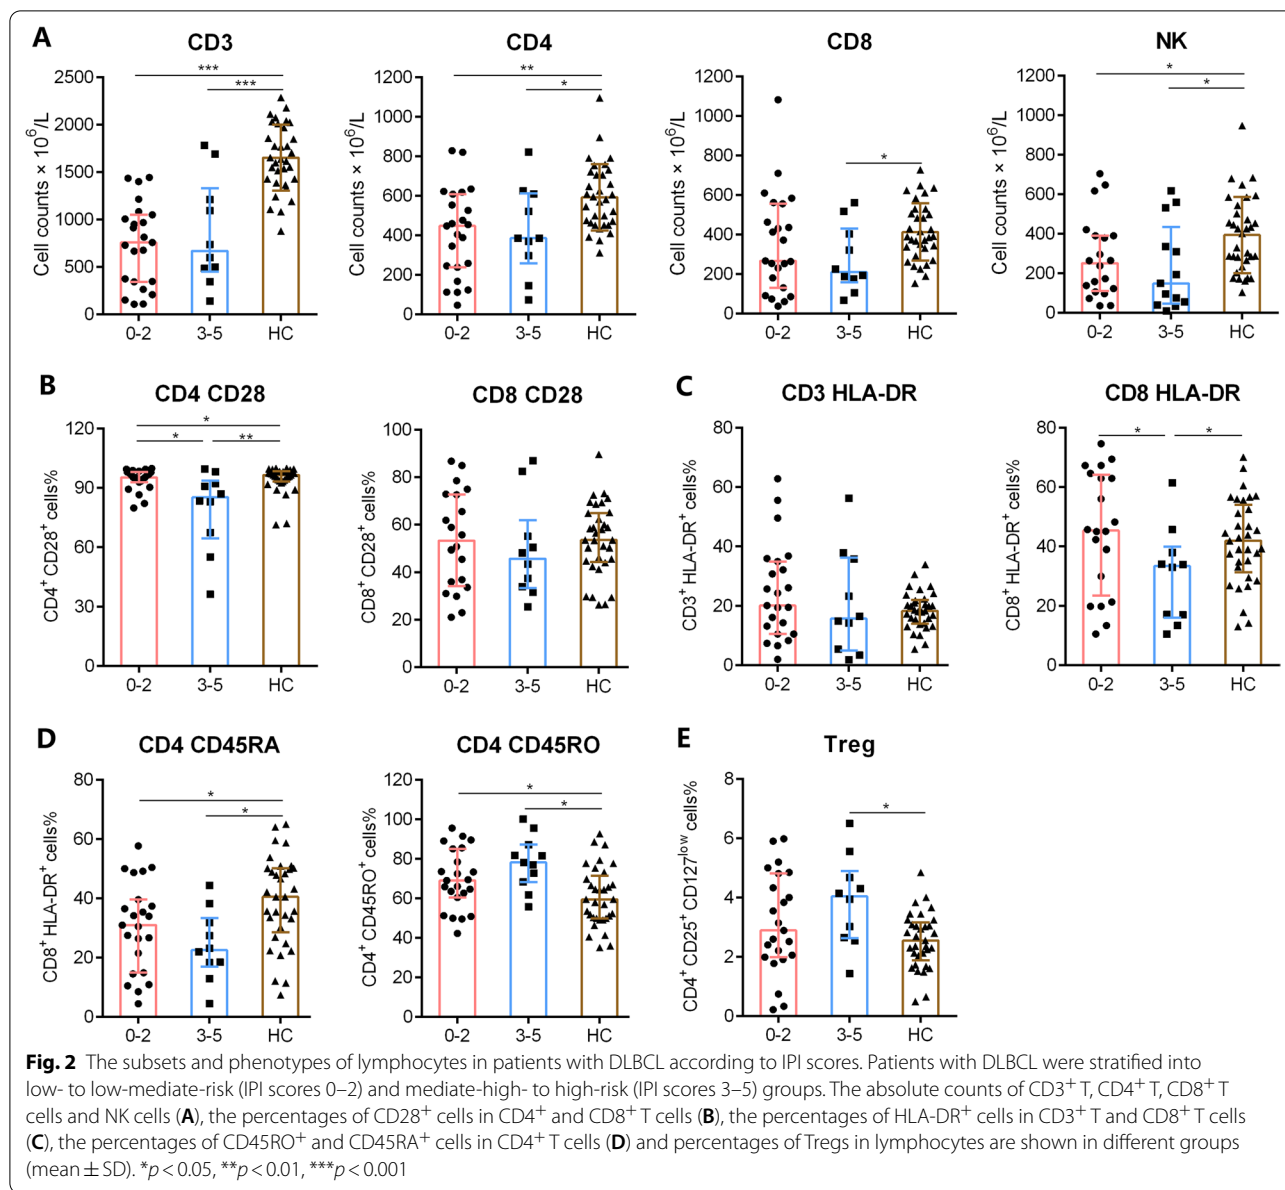 A
CD3
***
***
Cell counts × 10⁶/L
2500
2000
1500
1000
500
0
0-2
3-5
HC
CD4
**
*
Cell counts × 10⁶/L
1200
1000
800
600
400
200
0
0-2
3-5
HC
CD8
*
Cell counts × 10⁶/L
1200
1000
800
600
400
200
0
0-2
3-5
HC
NK
*
*
Cell counts × 10⁶/L
1200
1000
800
600
400
200
0
0-2
3-5
HC
B
CD4 CD28
*
*
**
CD4⁺ CD28⁺ cells%
120
90
60
30
0
0-2
3-5
HC
CD8 CD28
CD8⁺ CD28⁺ cells%
100
80
60
40
20
0
0-2
3-5
HC
C
CD3 HLA-DR
CD3⁺ HLA-DR⁺ cells%
80
60
40
20
0
0-2
3-5
HC
CD8 HLA-DR
*
*
CD8⁺ HLA-DR⁺ cells%
80
60
40
20
0
0-2
3-5
HC
D
CD4 CD45RA
*
*
CD8⁺ HLA-DR⁺ cells%
80
60
40
20
0
0-2
3-5
HC
CD4 CD45RO
*
*
CD4⁺ CD45RO⁺ cells%
120
100
80
60
40
20
0
0-2
3-5
HC
E
Treg
*
CD4⁺ CD25⁺ CD127ˡᵒʷ cells%
8
6
4
2
0
0-2
3-5
HC
Fig. 2 The subsets and phenotypes of lymphocytes in patients with DLBCL according to IPI scores. Patients with DLBCL were stratified into
low- to low-mediate-risk (IPI scores 0–2) and mediate-high- to high-risk (IPI scores 3–5) groups. The absolute counts of CD3⁺ T, CD4⁺ T, CD8⁺ T
cells and NK cells (A), the percentages of CD28⁺ cells in CD4⁺ and CD8⁺ T cells (B), the percentages of HLA-DR⁺ cells in CD3⁺ T and CD8⁺ T cells
(C), the percentages of CD45RO⁺ and CD45RA⁺ cells in CD4⁺ T cells (D) and percentages of Tregs in lymphocytes are shown in different groups
(mean ± SD). *p < 0.05, **p < 0.01, ***p < 0.001